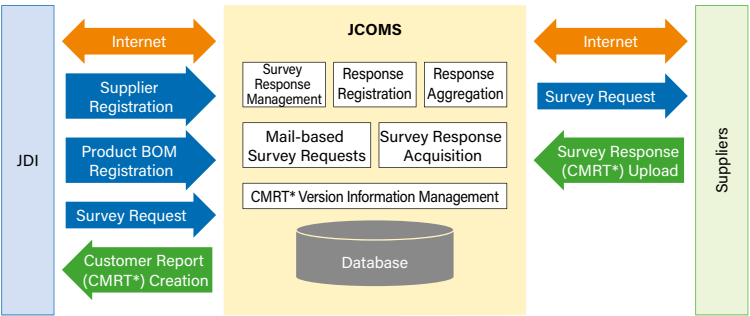 JDI
Internet
Supplier
Registration
Product BOM
Registration
Survey Request
Customer Report
(CMRT*) Creation
JCOMS
Survey
Response
Management
Response
Registration
Response
Aggregation
Mail-based
Survey Requests
Survey Response
Acquisition
CMRT* Version Information Management
Database
Internet
Survey Request
Survey Response
(CMRT*) Upload
Suppliers